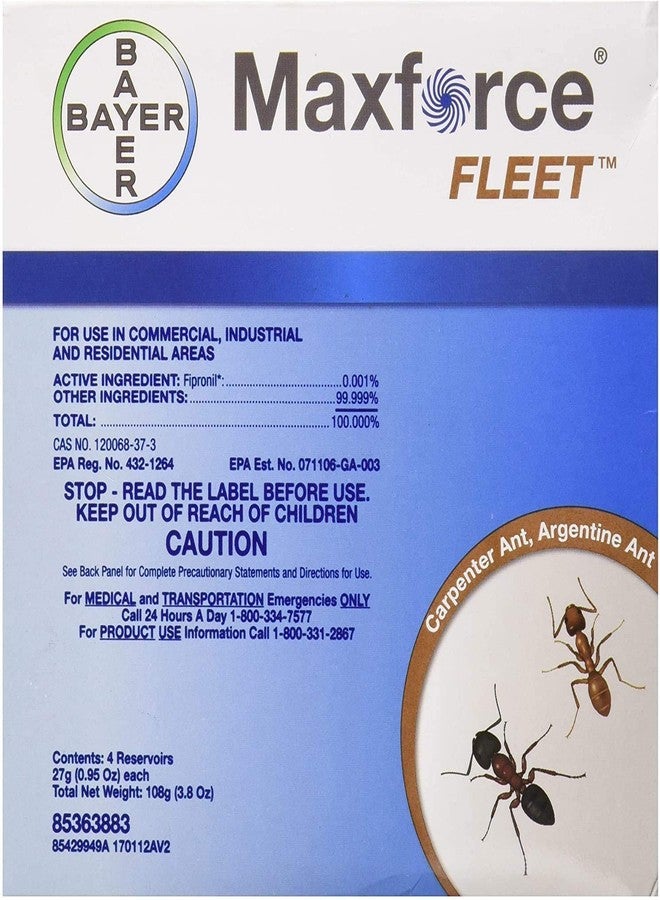 BAYER
BAYER
Maxforce®
FLEET™
FOR USE IN COMMERCIAL, INDUSTRIAL
AND RESIDENTIAL AREAS
ACTIVE INGREDIENT: Fipronil*:..............................0.001%
OTHER INGREDIENTS:........................................99.999%
TOTAL: ............................................................100.000%
CAS NO. 120068-37-3
EPA Reg. No. 432-1264 EPA Est. No. 071106-GA-003
STOP - READ THE LABEL BEFORE USE.
KEEP OUT OF REACH OF CHILDREN
CAUTION
See Back Panel for Complete Precautionary Statements and Directions for Use.
For MEDICAL and TRANSPORTATION Emergencies ONLY
Call 24 Hours A Day 1-800-334-7577
For PRODUCT USE Information Call 1-800-331-2867
Carpenter Ant, Argentine Ant
Contents: 4 Reservoirs
27g (0.95 Oz) each
Total Net Weight: 108g (3.8 Oz)
85363883
85429949A 170112AV2